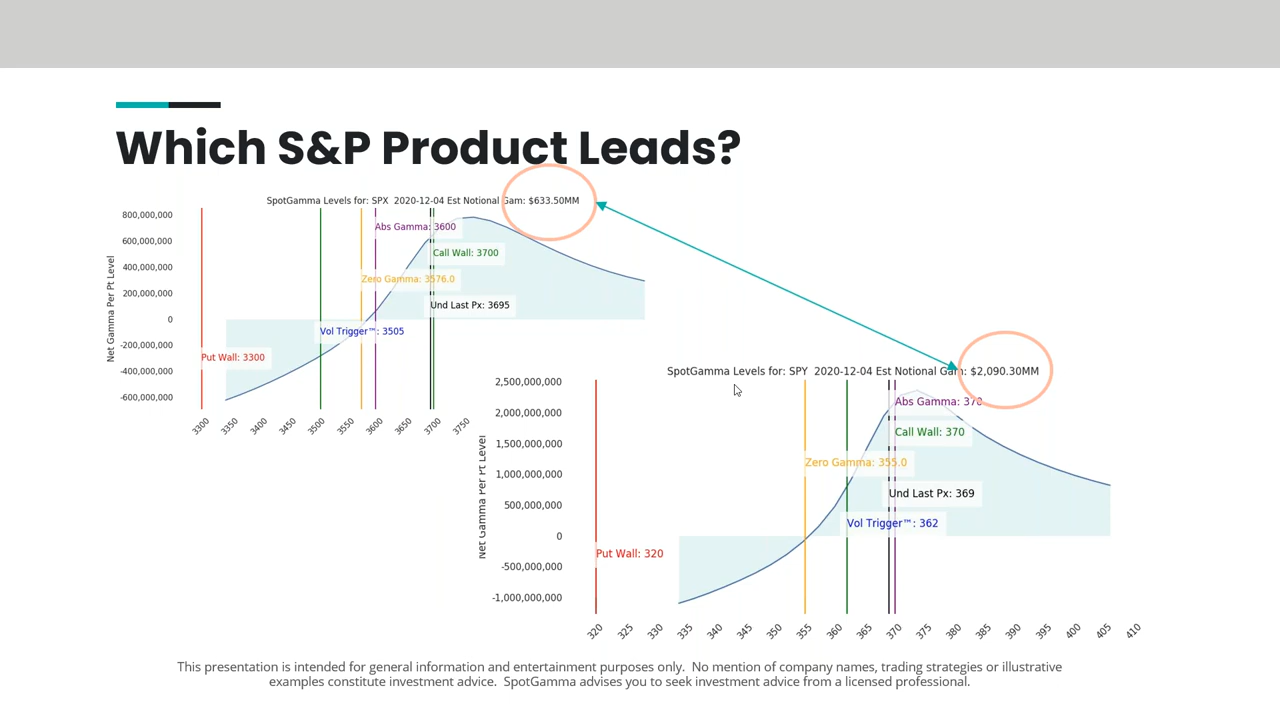 Which S&P Product Leads?
SpotGamma Levels for: SPX 2020-12-04 Est Notional Gam: $633.50MM
Net Gamma Per Pt Level
800,000,000
600,000,000
400,000,000
200,000,000
0
-200,000,000
-400,000,000
-600,000,000
Abs Gamma: 3600
Call Wall: 3700
Zero Gamma: 3576.0
Und Last Px: 3695
Vol Trigger™: 3505
Put Wall: 3300
3300 3350 3400 3450 3500 3550 3600 3650 3700 3750
SpotGamma Levels for: SPY 2020-12-04 Est Notional Gam: $2,090.30MM
Net Gamma Per Pt Level
2,500,000,000
2,000,000,000
1,500,000,000
1,000,000,000
500,000,000
0
-500,000,000
-1,000,000,000
Abs Gamma: 370
Call Wall: 370
Zero Gamma: 355.0
Und Last Px: 369
Vol Trigger™: 362
Put Wall: 320
320 325 330 335 340 345 350 355 360 365 370 375 380 385 390 395 400 405 410
This presentation is intended for general information and entertainment purposes only. No mention of company names, trading strategies or illustrative
examples constitute investment advice. SpotGamma advises you to seek investment advice from a licensed professional.